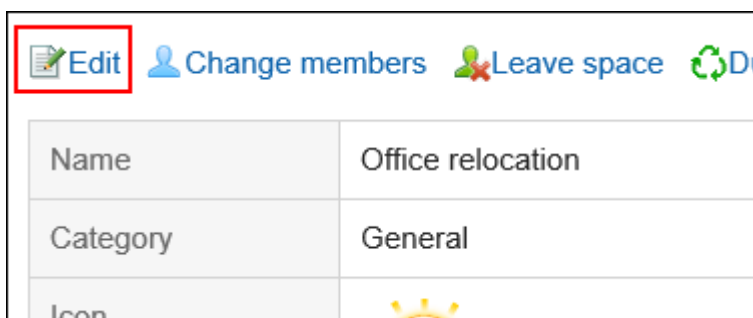 Edit Change members Leave space
Name Office relocation
Category General
Icon